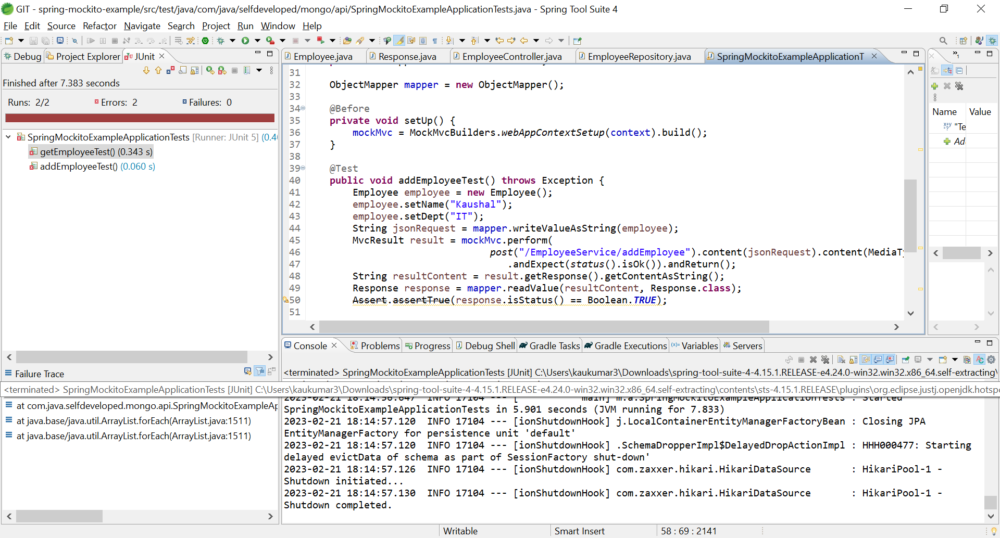 GIT - spring-mockito-example/src/test/java/com/java/selfdeveloped/mongo/api/SpringMockitoExampleApplicationTests.java - Spring Tool Suite 4
File Edit Source Refactor Navigate Search Project Run Window Help
Debug Project Explorer JUnit
Finished after 7.383 seconds
Runs: 2/2 Errors: 2 Failures: 0
SpringMockitoExampleApplicationTests [Runner: JUnit 5] (0.4
getEmployeeTest() (0.343 s)
addEmployeeTest() (0.060 s)
Failure Trace
Employee.java Response.java EmployeeController.java EmployeeRepository.java SpringMockitoExampleApplicationT
31
32 ObjectMapper mapper = new ObjectMapper();
33
34 @Before
35 private void setUp() {
36 mockMvc = MockMvcBuilders.webAppContextSetup(context).build();
37 }
38
39 @Test
40 public void addEmployeeTest() throws Exception {
41 Employee employee = new Employee();
42 employee.setName("Kaushal");
43 employee.setDept("IT");
44 String jsonRequest = mapper.writeValueAsString(employee);
45 MvcResult result = mockMvc.perform(
46 post("/EmployeeService/addEmployee").content(jsonRequest).content(MediaTy
47 .andExpect(status().isOk()).andReturn();
48 String resultContent = result.getResponse().getContentAsString();
49 Response response = mapper.readValue(resultContent, Response.class);
50 Assert.assertTrue(response.isStatus() == Boolean.TRUE);
51
Name Value
"Te
Ad
Console Problems Progress Debug Shell Gradle Tasks Gradle Executions Variables Servers
<terminated> SpringMockitoExampleApplicationTests [JUnit] C:\Users\kaukumar3\Downloads\spring-tool-suite-4-4.15.1.RELEASE-e4.24.0-win32.win32.x86_64.self-extracting\
<terminated> SpringMockitoExampleApplicationTests [JUnit] C:\Users\kaukumar3\Downloads\spring-tool-suite-4-4.15.1.RELEASE-e4.24.0-win32.win32.x86_64.self-extracting\contents\sts-4.15.1.RELEASE\plugins\org.eclipse.justj.openjdk.hotspo
at com.java.selfdeveloped.mongo.api.SpringMockitoExampleAp
at java.base/java.util.ArrayList.forEach(ArrayList.java:1511)
at java.base/java.util.ArrayList.forEach(ArrayList.java:1511)
2023-02-21 18:14:56.647 INFO 17104 --- [ main] m.a.SpringMockitoExampleApplicationTests : Started
SpringMockitoExampleApplicationTests in 5.901 seconds (JVM running for 7.833)
2023-02-21 18:14:57.120 INFO 17104 --- [ionShutdownHook] j.LocalContainerEntityManagerFactoryBean : Closing JPA
EntityManagerFactory for persistence unit 'default'
2023-02-21 18:14:57.120 INFO 17104 --- [ionShutdownHook] .SchemaDropperImpl$DelayedDropActionImpl : HHH000477: Starting
delayed evictData of schema as part of SessionFactory shut-down'
2023-02-21 18:14:57.126 INFO 17104 --- [ionShutdownHook] com.zaxxer.hikari.HikariDataSource : HikariPool-1 -
Shutdown initiated...
2023-02-21 18:14:57.130 INFO 17104 --- [ionShutdownHook] com.zaxxer.hikari.HikariDataSource : HikariPool-1 -
Shutdown completed.
Writable Smart Insert 58 : 69 : 2141